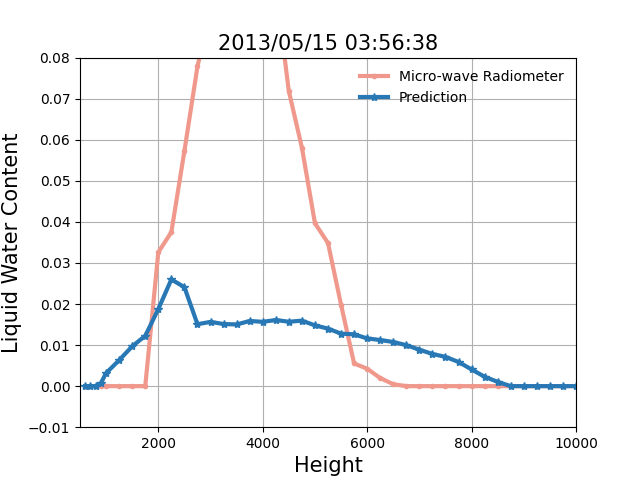 2013/05/15 03:56:38
Micro-wave Radiometer
Prediction
Liquid Water Content
0.08
0.07
0.06
0.05
0.04
0.03
0.02
0.01
0.00
−0.01
2000 4000 6000 8000 10000
Height